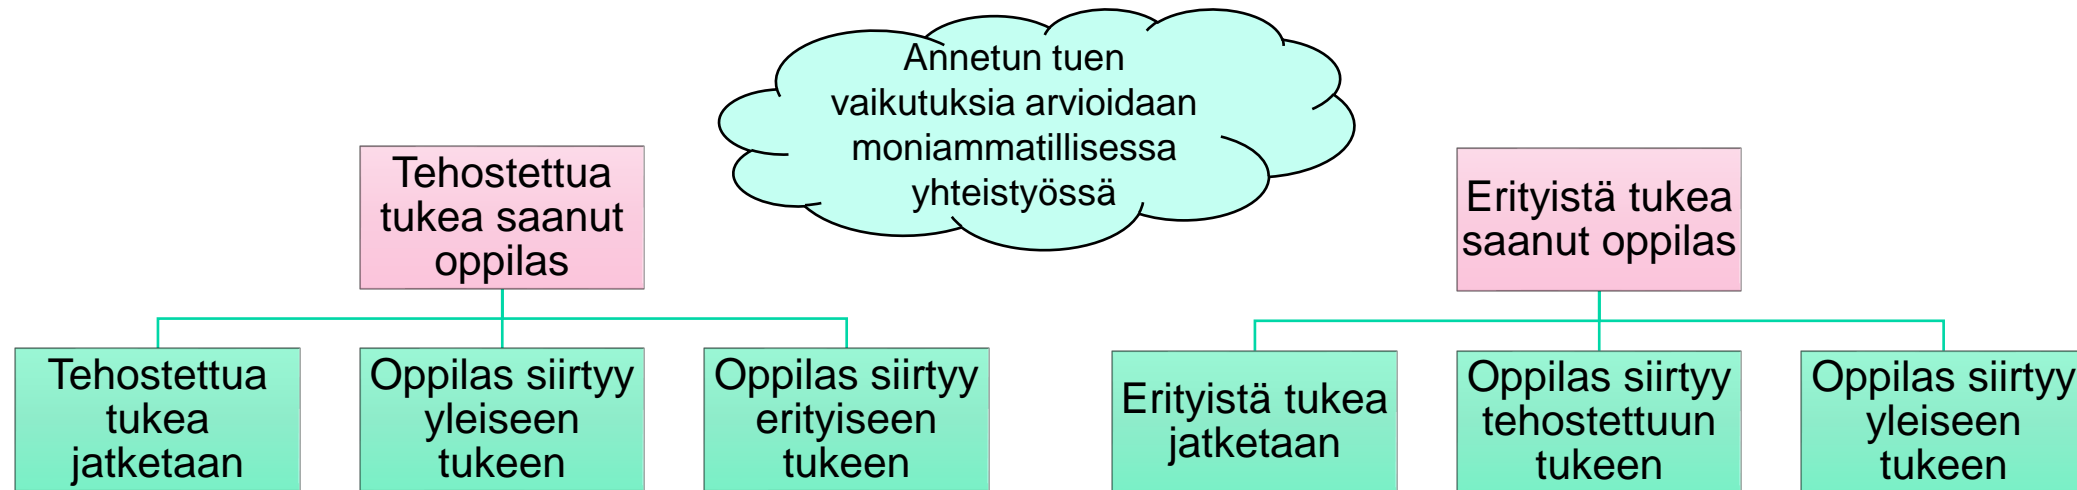 Annetun tuen
vaikutuksia arvioidaan
moniammatillisessa
yhteistyössä
Tehostettua
tukea saanut
oppilas
Erityistä tukea
saanut oppilas
Tehostettua
tukea
jatketaan
Oppilas siirtyy
yleiseen
tukeen
Oppilas siirtyy
erityiseen
tukeen
Erityistä tukea
jatketaan
Oppilas siirtyy
tehostettuun
tukeen
Oppilas siirtyy
yleiseen
tukeen